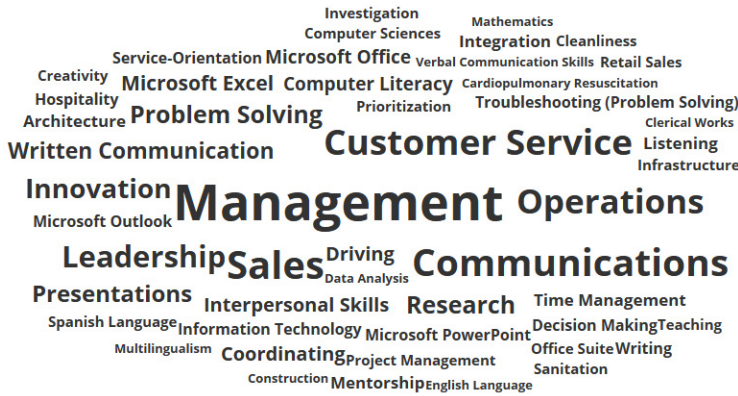 Investigation
Mathematics
Computer Sciences
Integration Cleanliness
Service-Orientation Microsoft Office Verbal Communication Skills Retail Sales
Creativity Microsoft Excel Computer Literacy Cardiopulmonary Resuscitation
Hospitality Prioritization Troubleshooting (Problem Solving)
Architecture Problem Solving Clerical Works
Written Communication Customer Service Listening
Infrastructure
Innovation Management Operations
Microsoft Outlook
Leadership Sales Driving Communications
Data Analysis
Presentations Interpersonal Skills Research Time Management
Spanish Language Information Technology Microsoft PowerPoint Decision Making Teaching
Multilingualism Coordinating Project Management Office Suite Writing
Sanitation
Construction Mentorship English Language